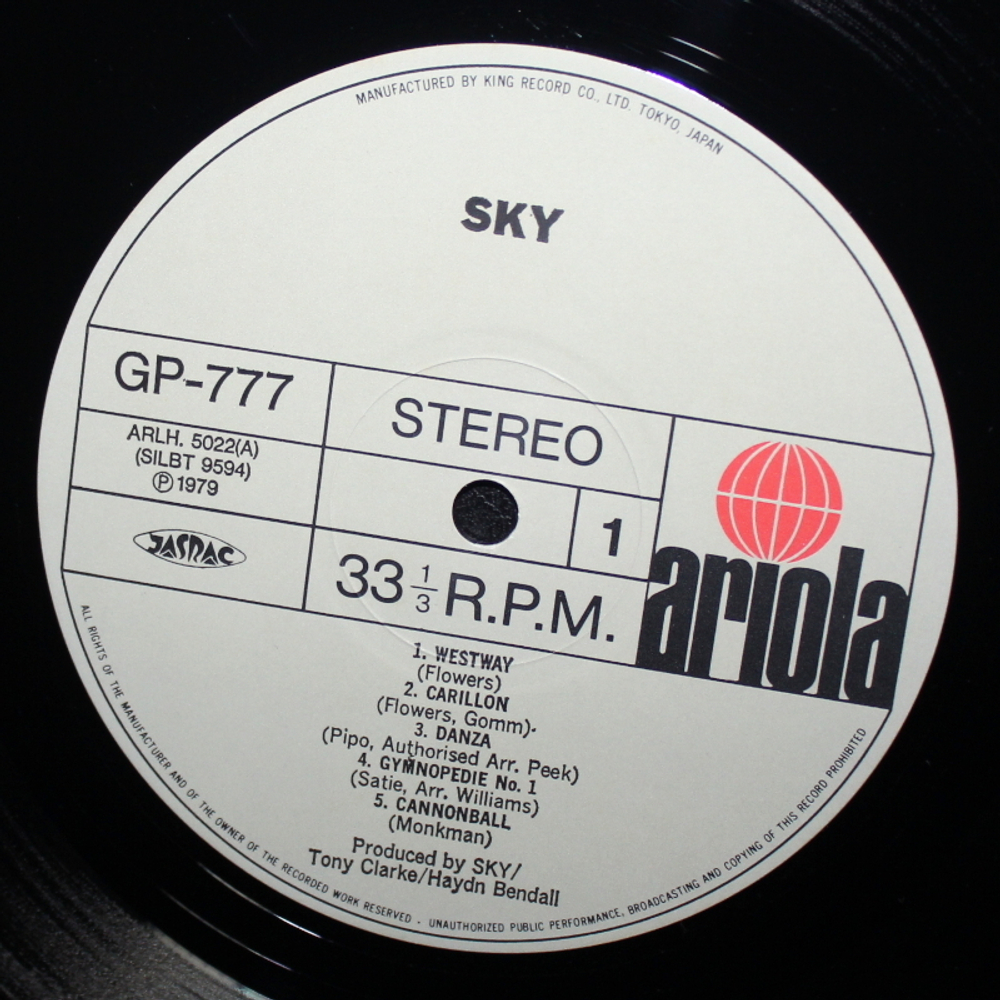 MANUFACTURED BY KING RECORD CO., LTD. TOKYO, JAPAN
SKY
GP-777
ARLH. 5022(A)
(SILBT 9594)
Ⓟ1979
JASRAC
STEREO
1
33 1/3 R.P.M.
ariola
1. WESTWAY
(Flowers)
2. CARILLON
(Flowers, Gomm).
3. DANZA
(Pipo, Authorised Arr. Peek)
4. GYMNOPEDIE No. 1
(Satie, Arr. Williams)
5. CANNONBALL
(Monkman)
Produced by SKY/
Tony Clarke/Haydn Bendall
ALL RIGHTS OF THE MANUFACTURER AND OF THE OWNER OF THE RECORDED WORK RESERVED - UNAUTHORIZED PUBLIC PERFORMANCE, BROADCASTING AND COPYING OF THIS RECORD PROHIBITED